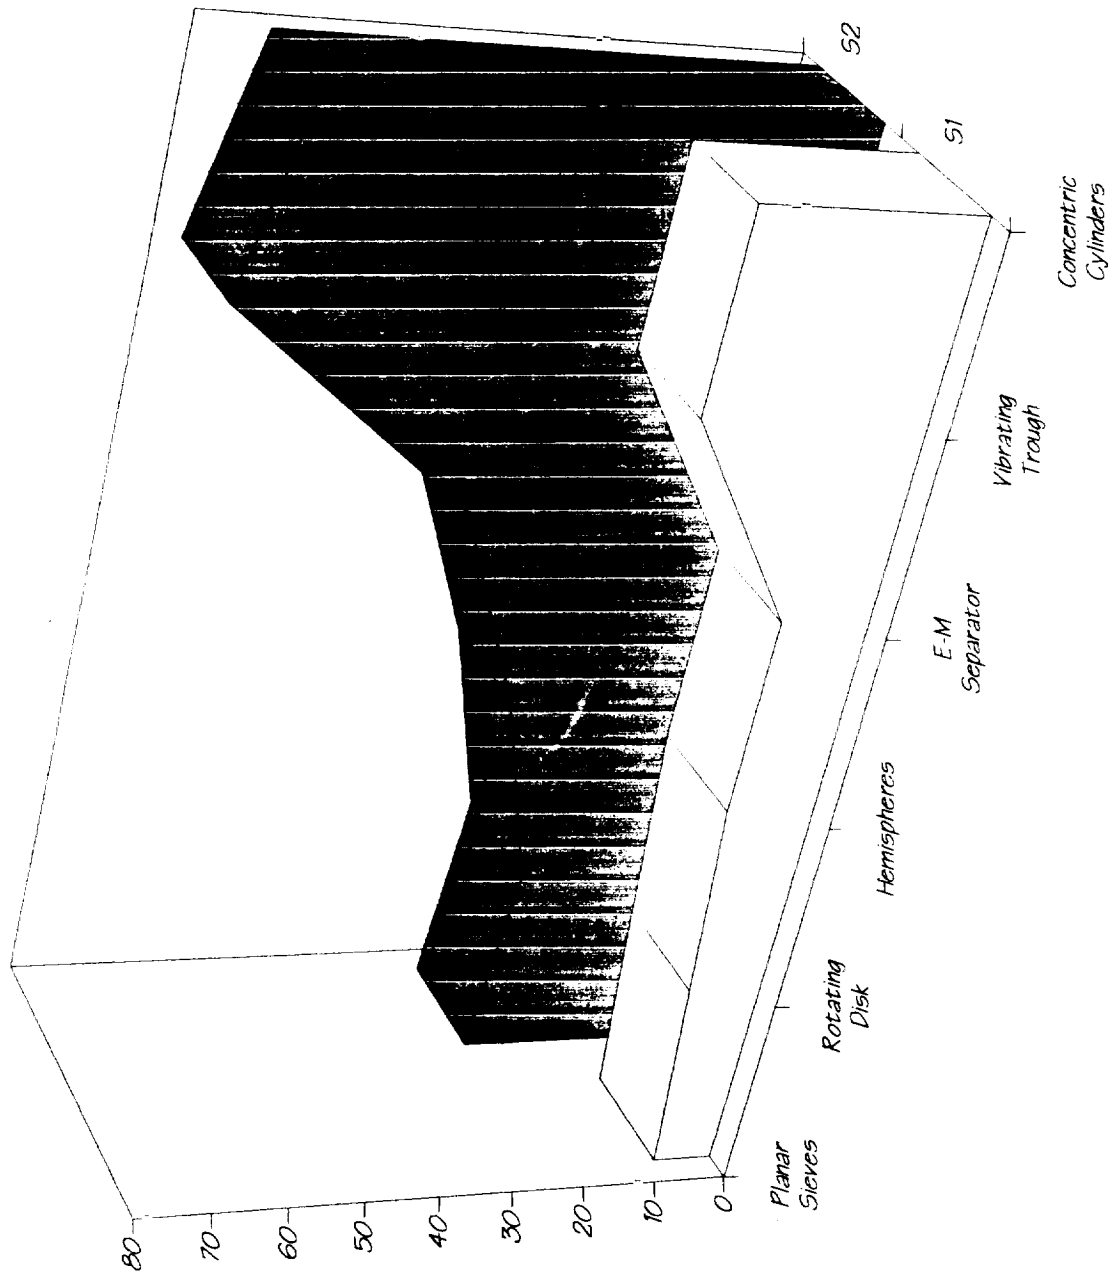 80
70
60
50
40
30
20
10
0
Planar
Sieves
Rotating
Disk
Hemispheres
E-M
Separator
Vibrating
Trough
Concentric
Cylinders
S1
S2